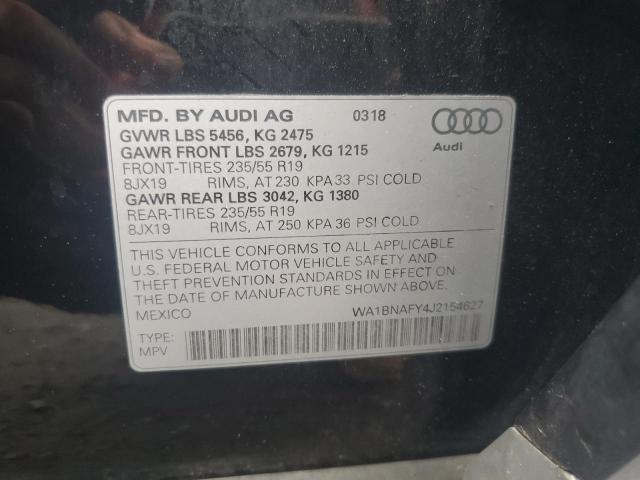 MFD. BY AUDI AG 0318
GVWR LBS 5456, KG 2475
GAWR FRONT LBS 2679, KG 1215
Audi
FRONT-TIRES 235/55 R19
8JX19 RIMS, AT 230 KPA 33 PSI COLD
GAWR REAR LBS 3042, KG 1380
REAR-TIRES 235/55 R19
8JX19 RIMS, AT 250 KPA 36 PSI COLD
THIS VEHICLE CONFORMS TO ALL APPLICABLE
U.S. FEDERAL MOTOR VEHICLE SAFETY AND
THEFT PREVENTION STANDARDS IN EFFECT ON
THE DATE OF MANUFACTURE SHOWN ABOVE.
MEXICO WA1BNAFY4J2154627
TYPE:
MPV